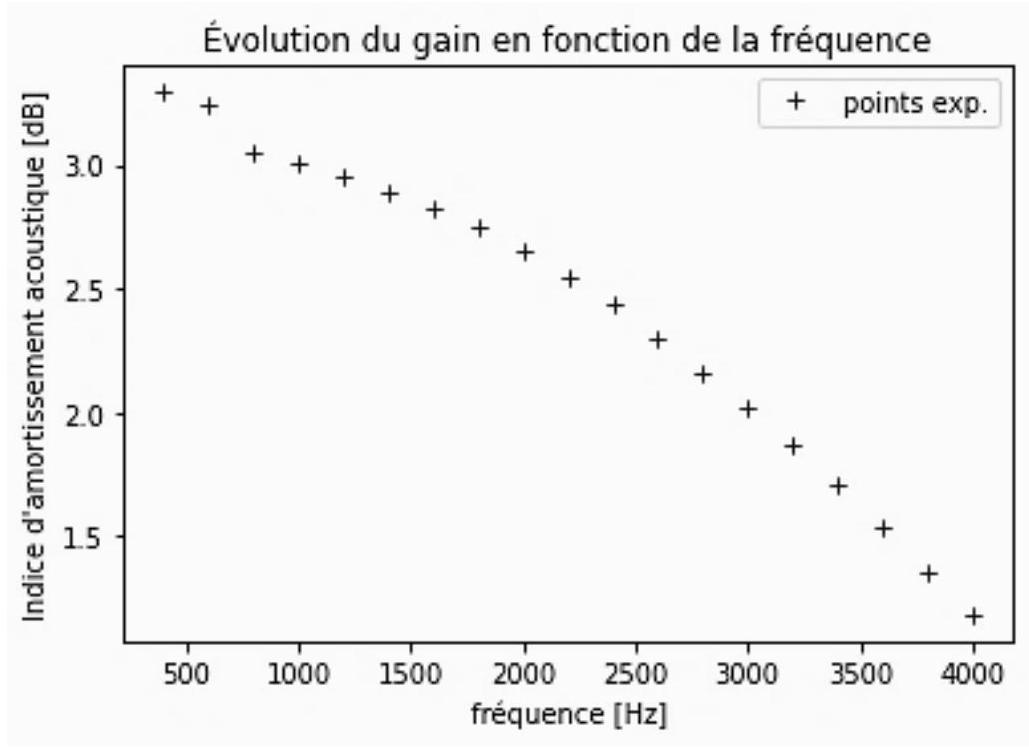 Évolution du gain en fonction de la fréquence
points exp.
Indice d'amortissement acoustique [dB]
3.0
2.5
2.0
1.5
500 1000 1500 2000 2500 3000 3500 4000
fréquence [Hz]